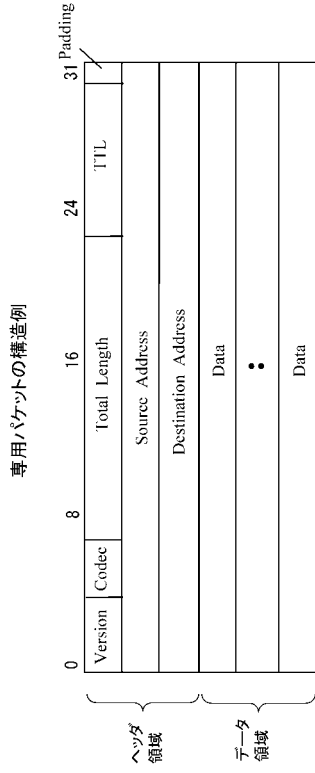 専用パケットの構造例
0 8 16 24 31
Padding
Version Codec Total Length TTL
Source Address
Destination Address
Data
:
Data
ヘッダ
領域
データ
領域